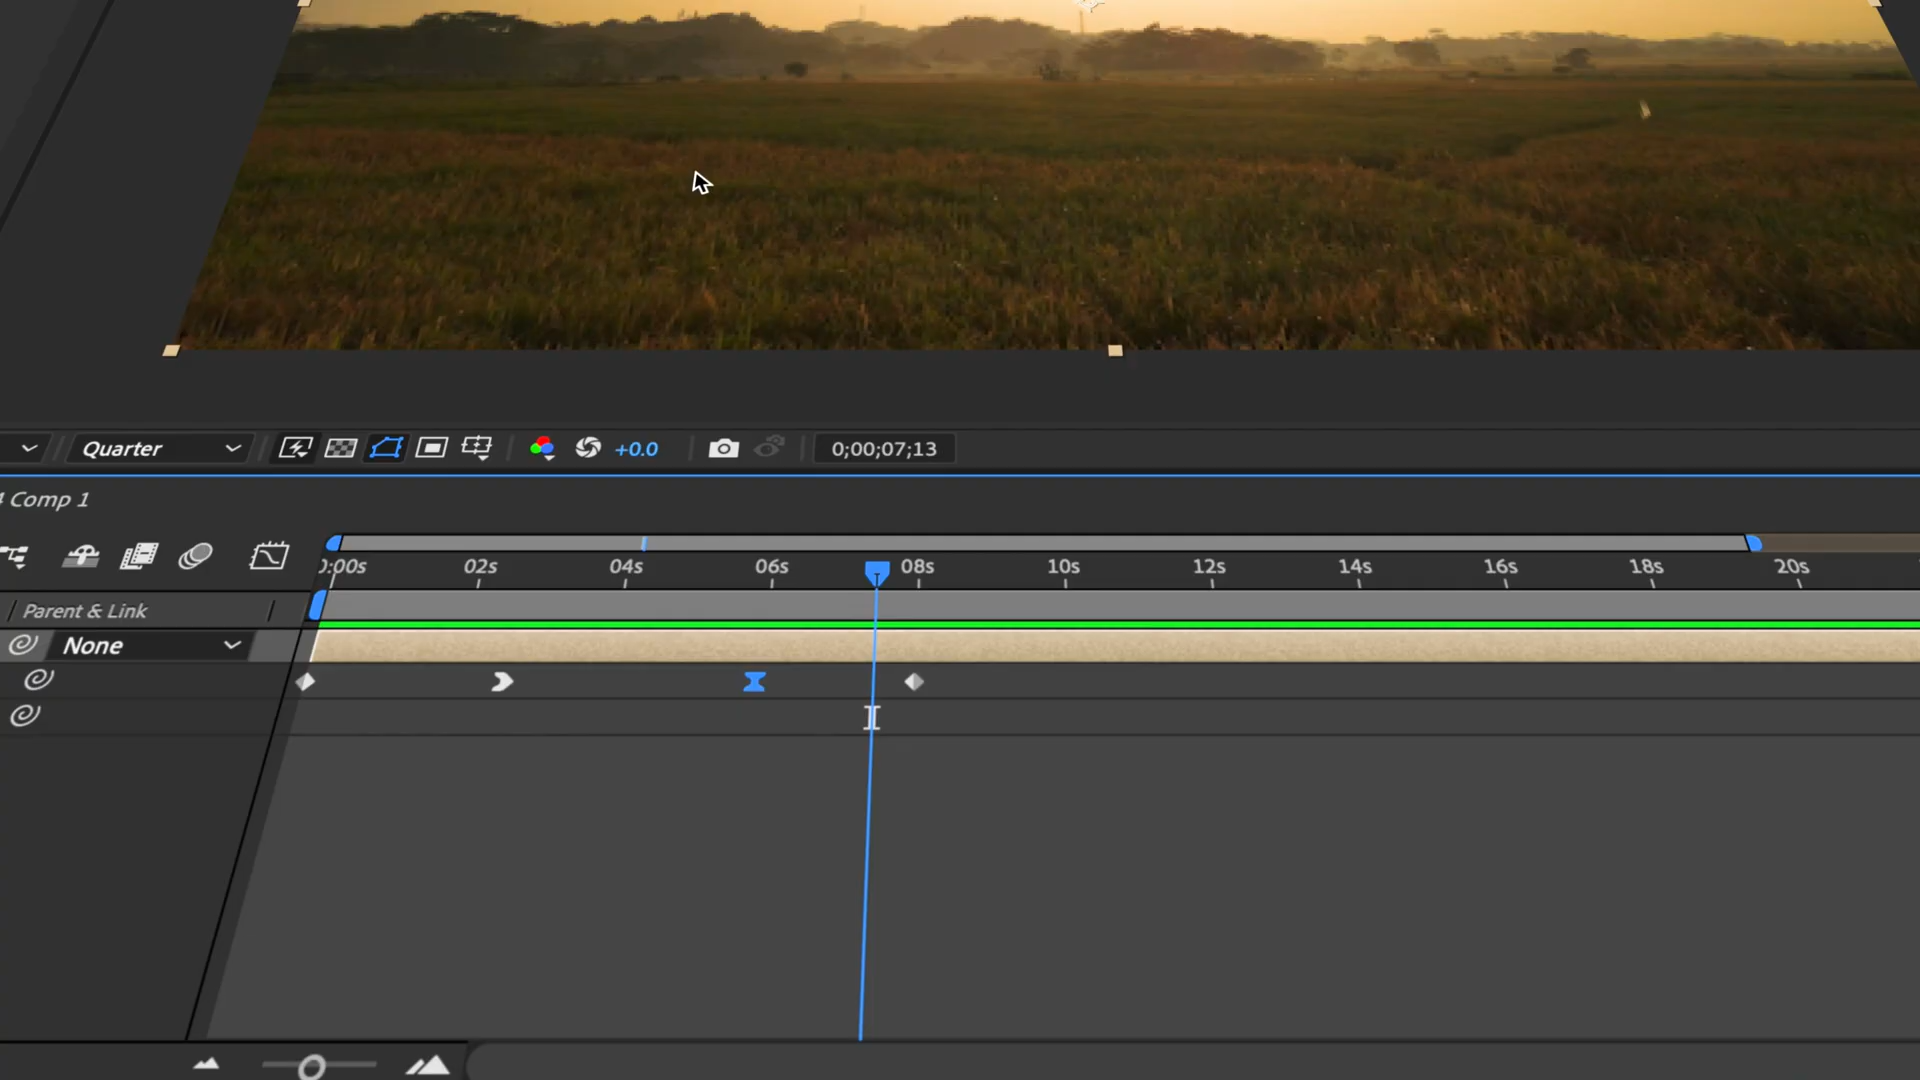 Quarter
+0.0
0;00;07;13
Comp 1
0:00s 02s 04s 06s 08s 10s 12s 14s 16s 18s 20s
Parent & Link
None